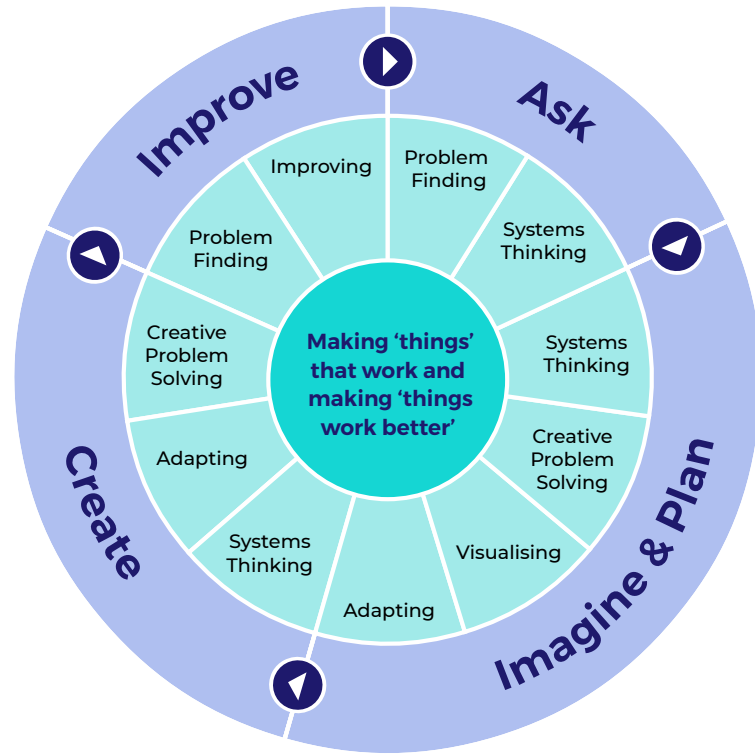 Improve
Ask
Imagine & Plan
Create
Improving
Problem
Finding
Systems
Thinking
Systems
Thinking
Creative
Problem
Solving
Visualising
Adapting
Systems
Thinking
Adapting
Creative
Problem
Solving
Problem
Finding
Making ‘things’
that work and
making ‘things
work better’